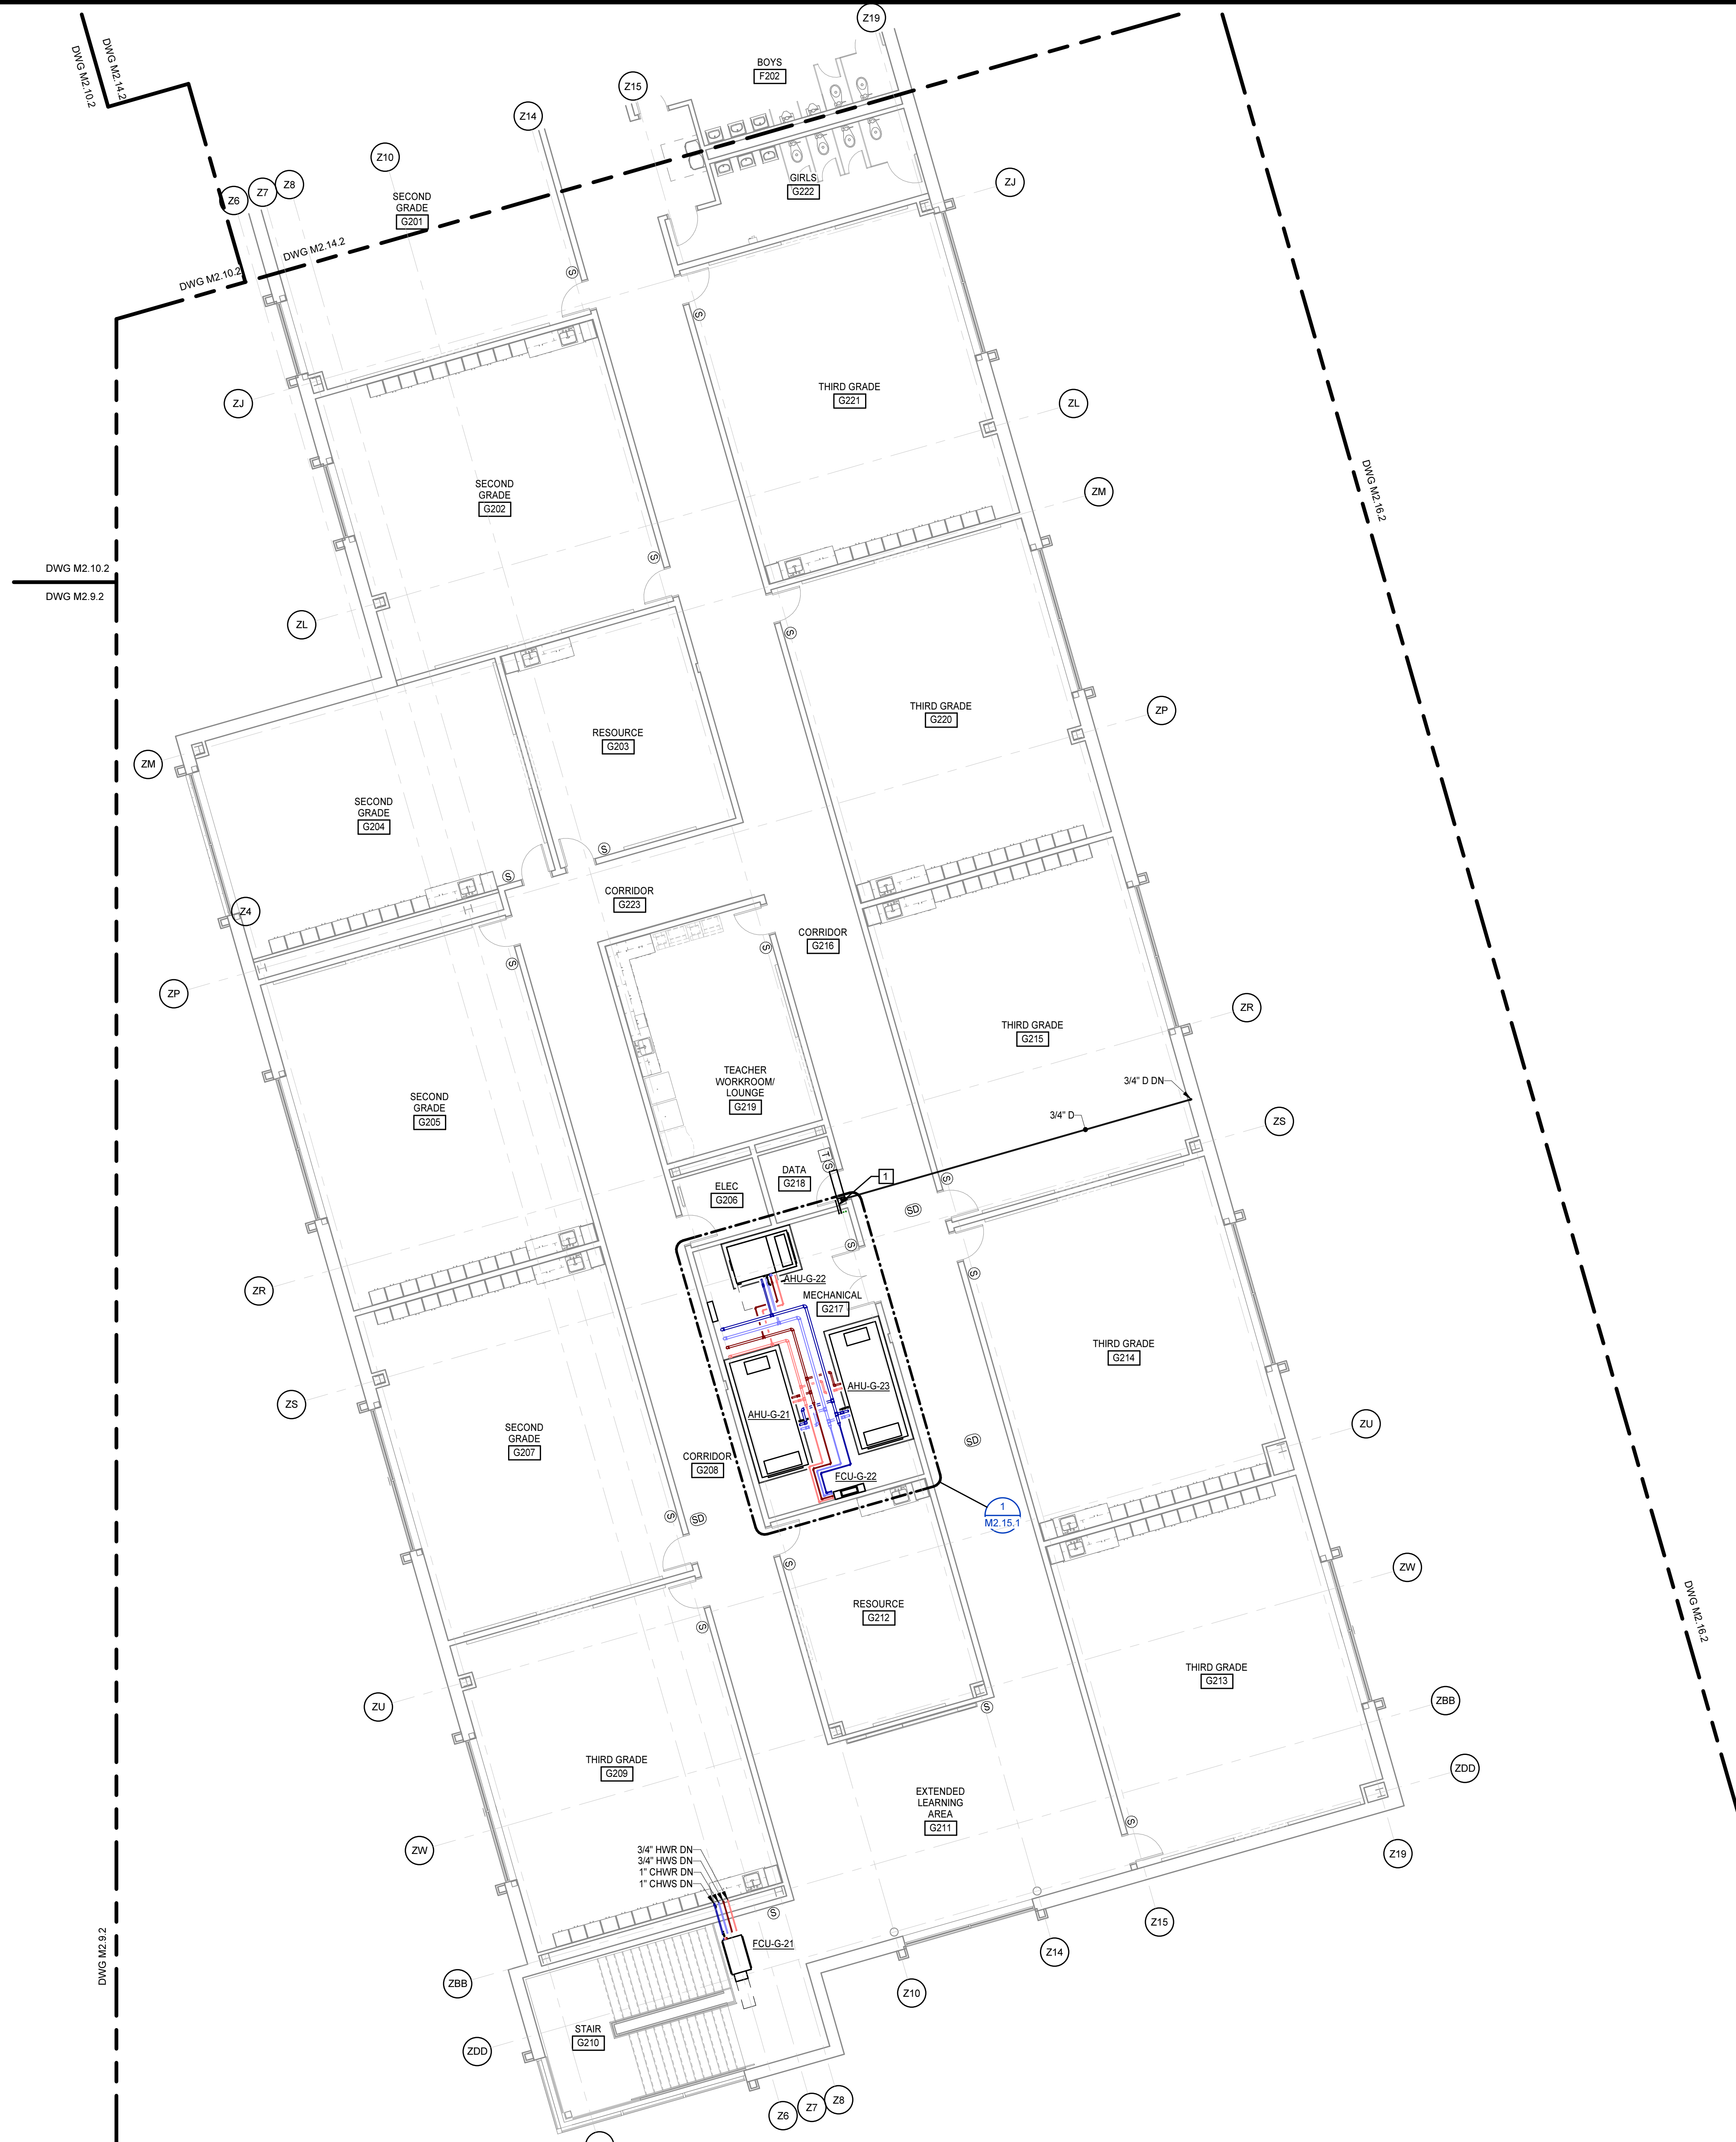 Z19
BOYS
F202
DWG M2.14.2
DWG M2.10.2
Z15
Z14
Z10
Z8
Z7
Z6
SECOND
GRADE
G201
GIRLS
G222
ZJ
DWG M2.14.2
DWG M2.10.2
S
S
THIRD GRADE
G221
ZJ
ZL
SECOND
GRADE
G202
ZM
DWG M2.16.2
S
DWG M2.10.2
DWG M2.9.2
ZL
S
THIRD GRADE
G220
ZP
RESOURCE
G203
ZM
SECOND
GRADE
G204
S
S
CORRIDOR
G223
Z4
CORRIDOR
G216
S
S
ZP
ZR
THIRD GRADE
G215
TEACHER
WORKROOM/
LOUNGE
G219
3/4" D DN
3/4" D
SECOND
GRADE
G205
ZS
T
S
DATA
G218
1
ELEC
G206
S
SD
S
S
AHU-G-22
MECHANICAL
G217
ZR
THIRD GRADE
G214
AHU-G-23
ZS
AHU-G-21
ZU
SECOND
GRADE
G207
SD
CORRIDOR
G208
FCU-G-22
1
M2.15.1
S
SD
S
ZW
RESOURCE
G212
S
DWG M2.16.2
THIRD GRADE
G213
ZU
S
ZBB
THIRD GRADE
G209
ZDD
EXTENDED
LEARNING
AREA
G211
S
ZW
3/4" HWR DN
3/4" HWS DN
1" CHWR DN
1" CHWS DN
Z19
S
Z15
FCU-G-21
Z14
DWG M2.9.2
ZBB
Z10
STAIR
G210
ZDD
Z8
Z7
Z6